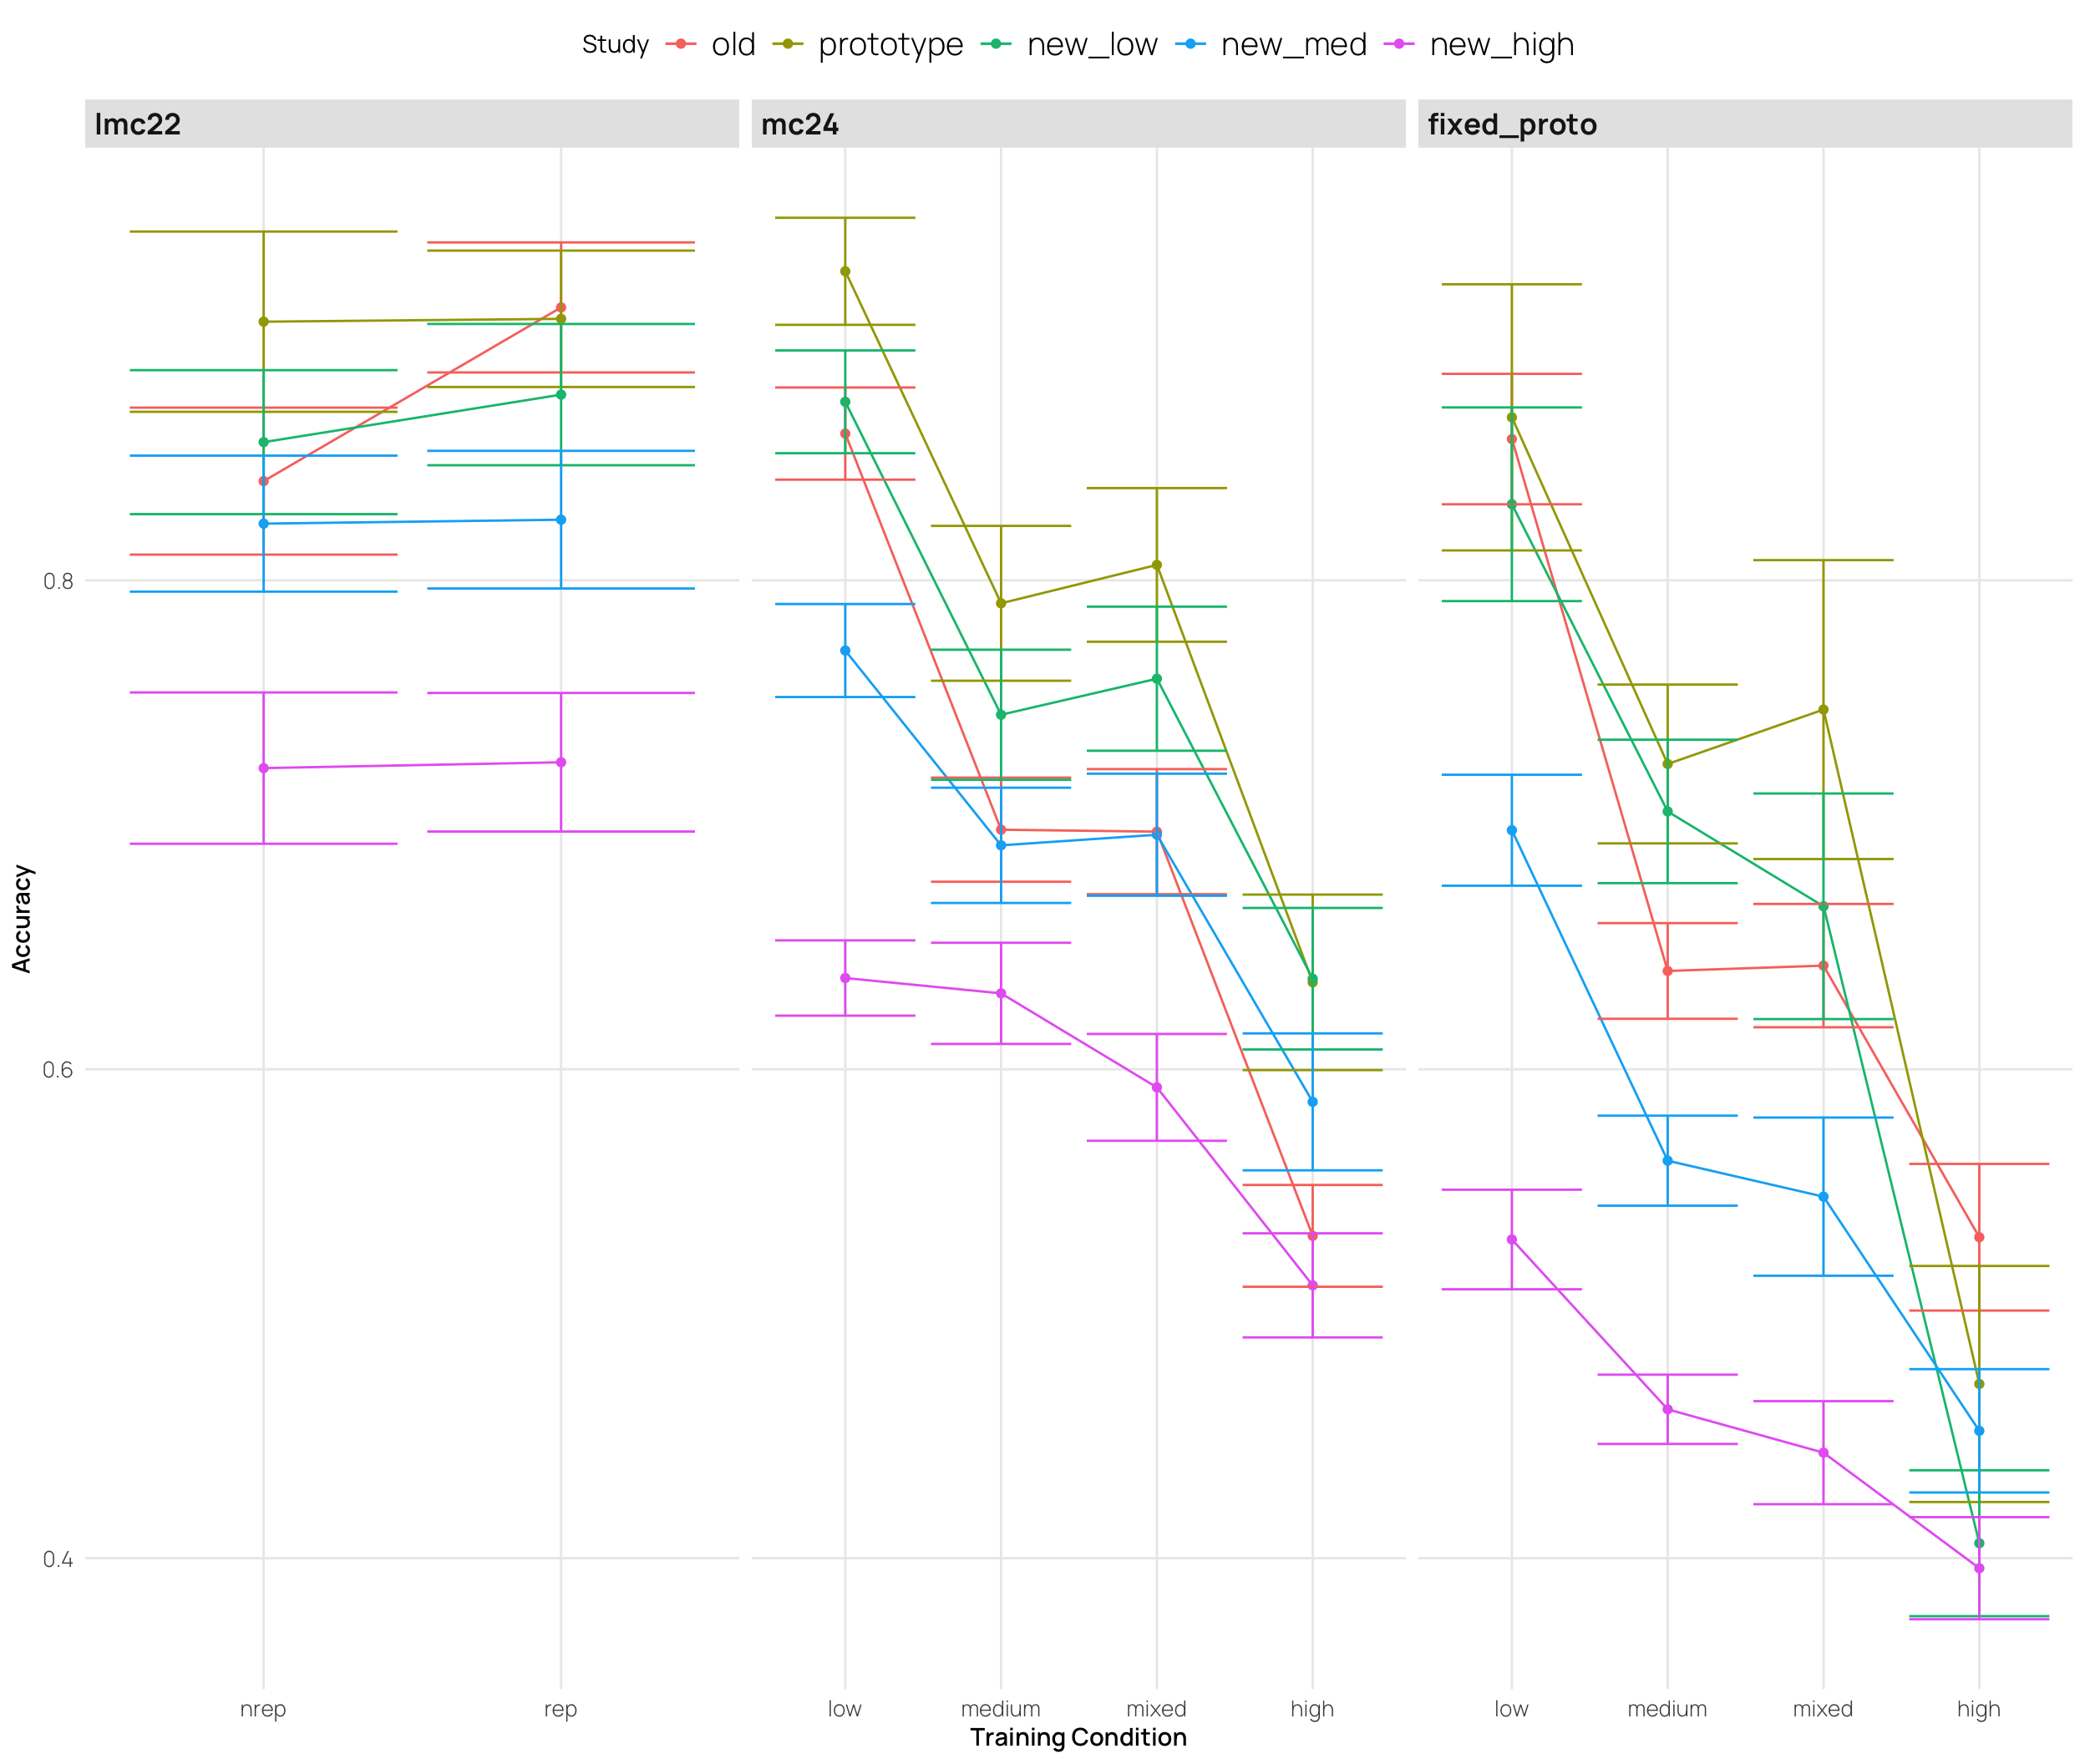 Study old prototype new_low new_med new_high
lmc22 mc24 fixed_proto
0.8
0.6
0.4
Accuracy
nrep rep low medium mixed high low medium mixed high
Training Condition